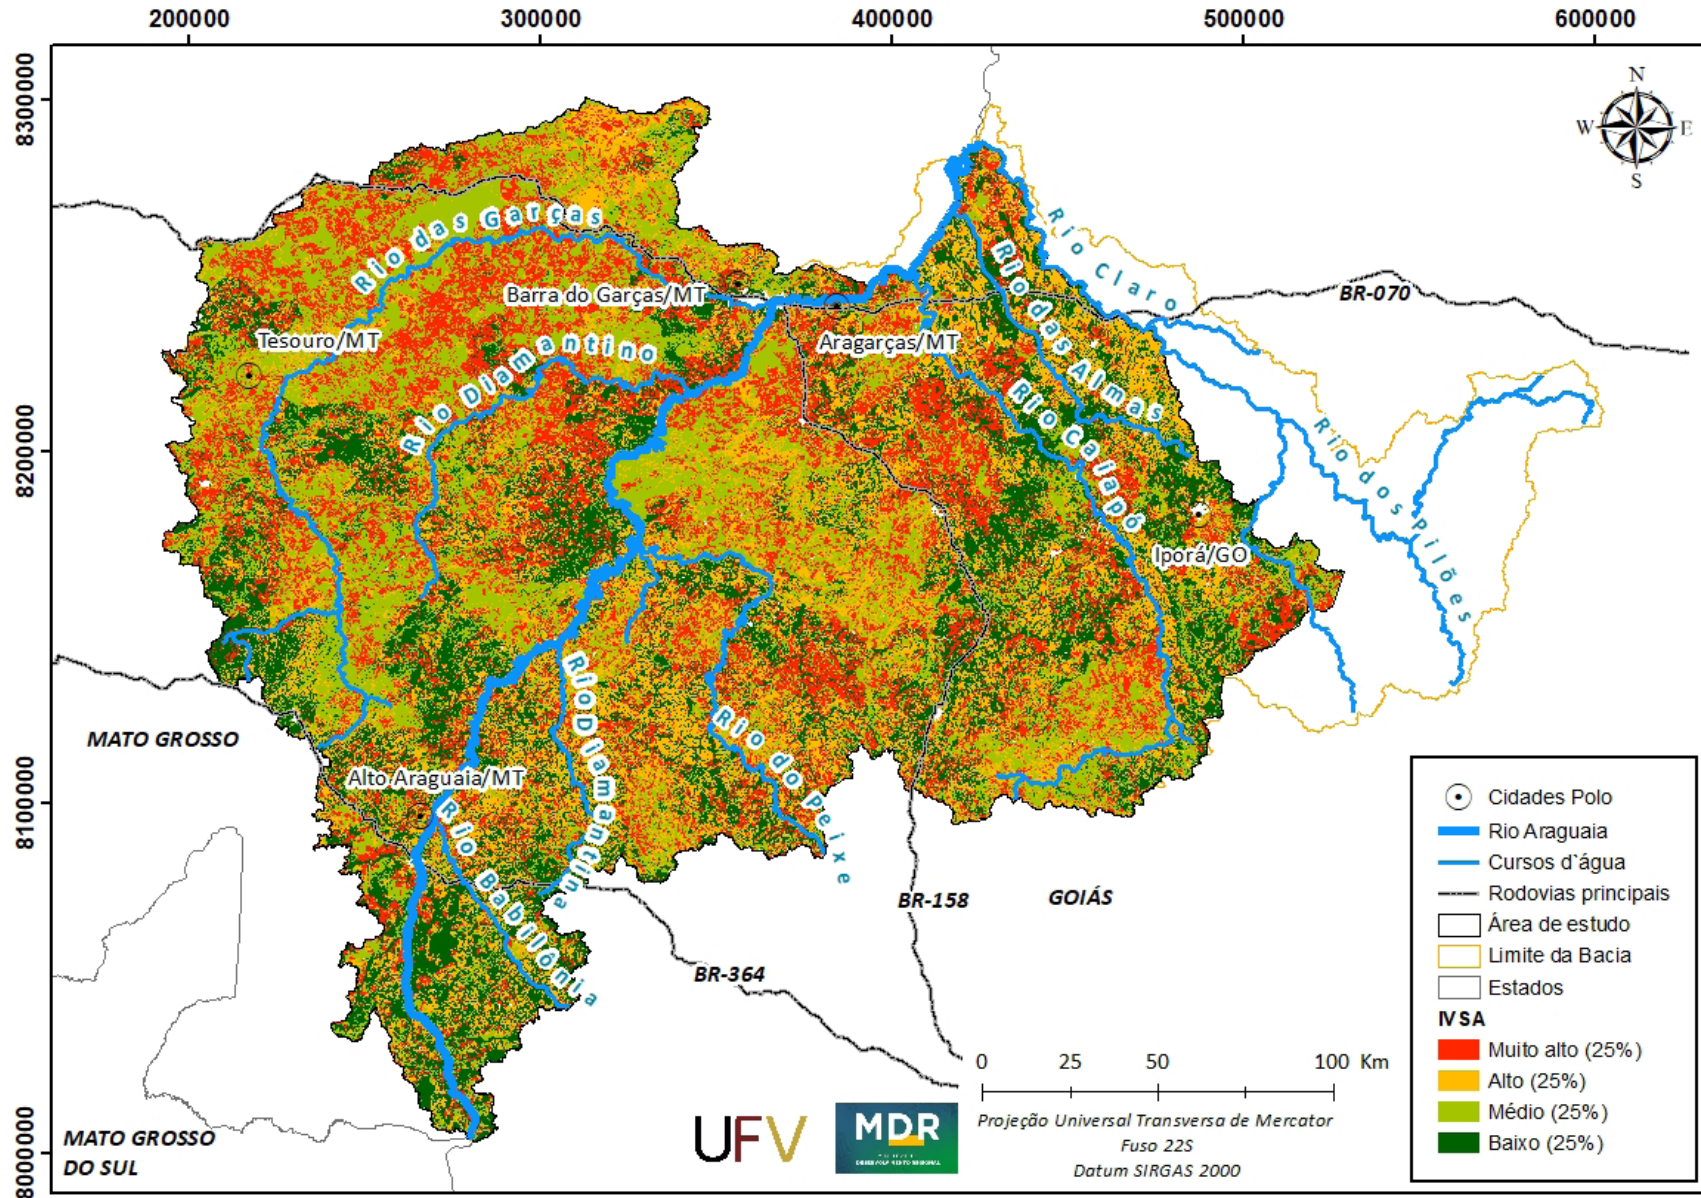 200000
300000
400000
500000
600000
8300000
8200000
8100000
8000000
N
W
E
S
Rio das Garças
Rio Claro
Barra do Garças/MT
BR-070
Tesouro/MT
Rio Diamantino
Aragarças/MT
Rio das Almas
Rio Caiapó
Rio dos Pilões
Iporá/GO
MATO GROSSO
Alto Araguaia/MT
Rio Diamantina
Rio do Peixe
Rio Babilônia
BR-158
GOIÁS
BR-364
MATO GROSSO
DO SUL
Cidades Polo
Rio Araguaia
Cursos d`água
Rodovias principais
Área de estudo
Limite da Bacia
Estados
IVSA
Muito alto (25%)
Alto (25%)
Médio (25%)
Baixo (25%)
0 25 50 100 Km
Projeção Universal Transversa de Mercator
Fuso 22S
Datum SIRGAS 2000
UFV
MDR
DESENVOLVIMENTO REGIONAL